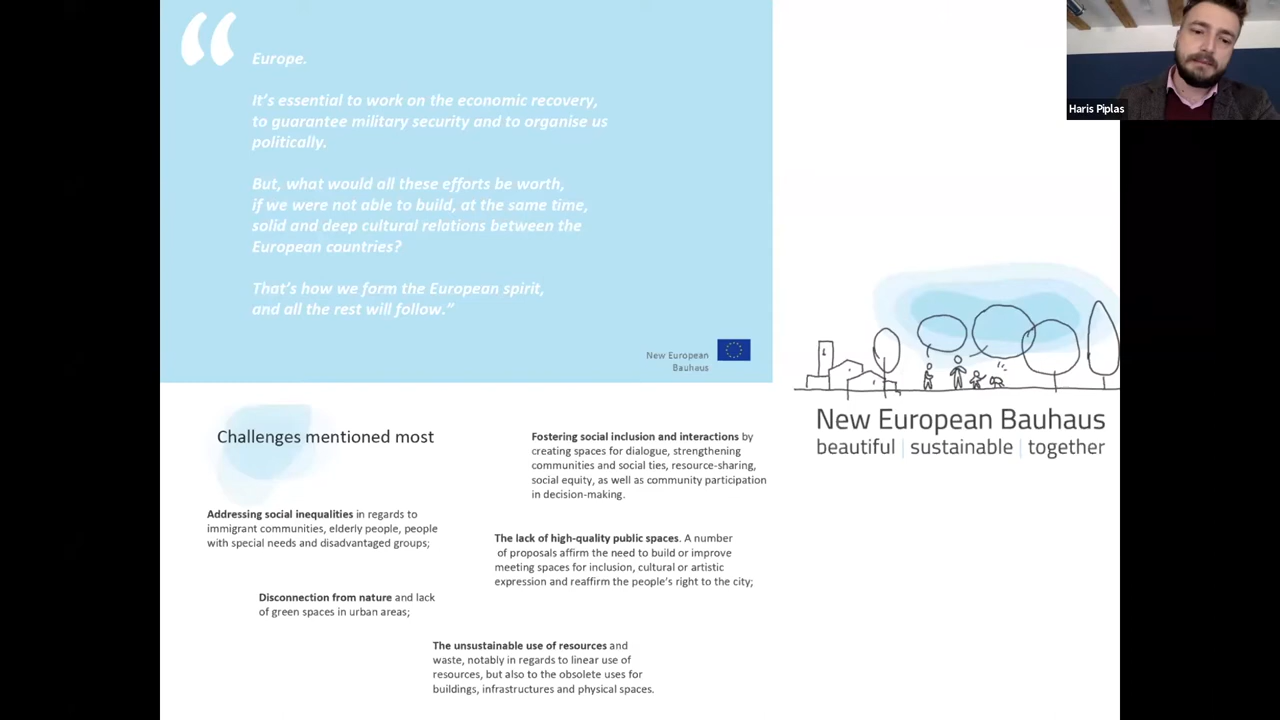 “
Europe.
It’s essential to work on the economic recovery,
to guarantee military security and to organise us
politically.
But, what would all these efforts be worth,
if we were not able to build, at the same time,
solid and deep cultural relations between the
European countries?
That’s how we form the European spirit,
and all the rest will follow.”
New European
Bauhaus
Haris Piplas
New European Bauhaus
beautiful | sustainable | together
Challenges mentioned most
Addressing social inequalities in regards to
immigrant communities, elderly people, people
with special needs and disadvantaged groups;
Disconnection from nature and lack
of green spaces in urban areas;
Fostering social inclusion and interactions by
creating spaces for dialogue, strengthening
communities and social ties, resource-sharing,
social equity, as well as community participation
in decision-making.
The lack of high-quality public spaces. A number
of proposals affirm the need to build or improve
meeting spaces for inclusion, cultural or artistic
expression and reaffirm the people’s right to the city;
The unsustainable use of resources and
waste, notably in regards to linear use of
resources, but also to the obsolete uses for
buildings, infrastructures and physical spaces.